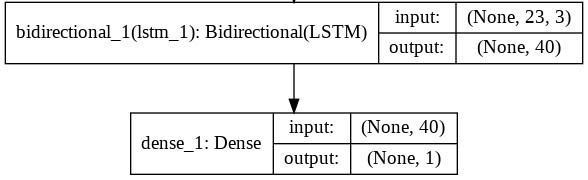 bidirectional_1(lstm_1): Bidirectional(LSTM)
input: (None, 23, 3)
output: (None, 40)
dense_1: Dense
input: (None, 40)
output: (None, 1)